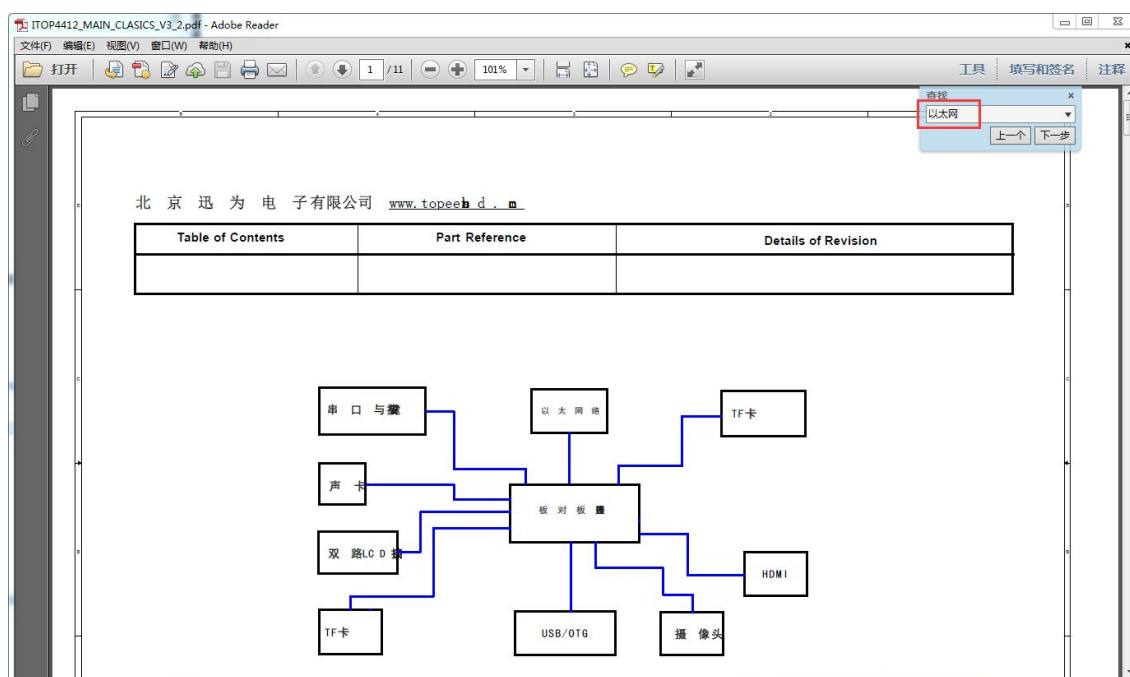 ITOP4412_MAIN_CLASICS_V3_2.pdf - Adobe Reader
文件(F) 编辑(E) 视图(V) 窗口(W) 帮助(H)
打开 1 /11 101% 工具 填写和签名 注释
查找
以太网
上一个 下一步
北京迅为电子有限公司 www.topee d.
Table of Contents Part Reference Details of Revision
串口与
以太网络
TF卡
声卡
板对板
双路LCD
HDMI
TF卡
USB/OTG
摄像头